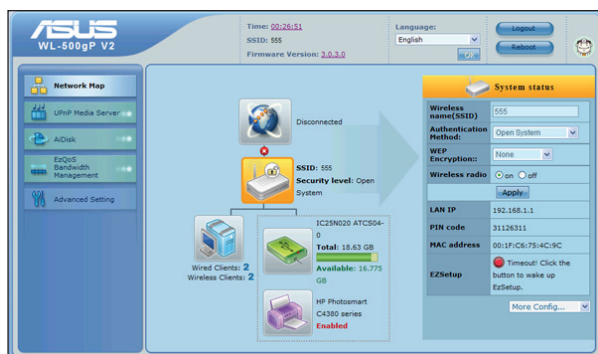 ASUS
WL-500gP V2
Time: 00:26:51
SSID: 555
Firmware Version: 3.0.3.0
Language:
English
OK
Logout
Reboot
Network Map
UPnP Media Server
AiDisk
EzQoS
Bandwidth
Management
Advanced Setting
Disconnected
SSID: 555
Security level: Open
System
Wired Clients: 2
Wireless Clients: 2
IC25N020 ATCS04-
0
Total: 18.63 GB
Available: 16.775
GB
HP Photosmart
C4380 series
Enabled
System status
Wireless
name(SSID)
555
Authentication
Method:
Open System
WEP
Encryption::
None
Wireless radio
on off
Apply
LAN IP
192.168.1.1
PIN code
31126311
MAC address
00:1F:C6:75:4C:9C
EZSetup
Timeout! Click the
button to wake up
EzSetup.
More Config...